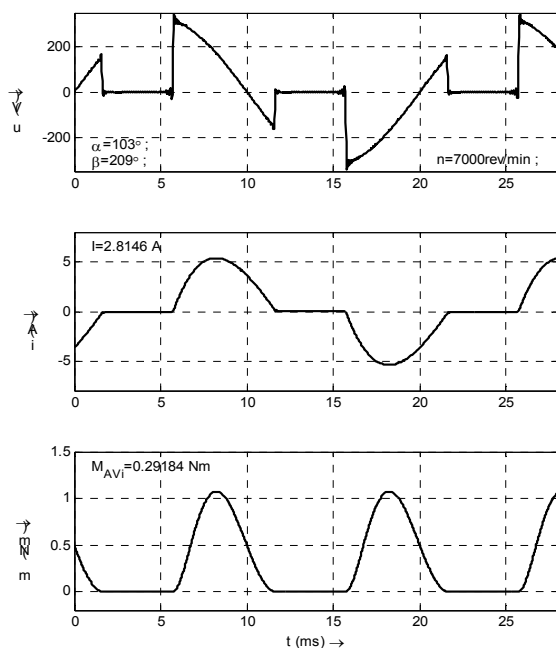 200
0
-200
u
α=103° ;
β=209° ;
n=7000rev/min ;
0 5 10 15 20 25
I=2.8146 A
5
0
-5
i
0 5 10 15 20 25
M_AVi=0.29184 Nm
1.5
1
0.5
0
m
0 5 10 15 20 25
t (ms) →